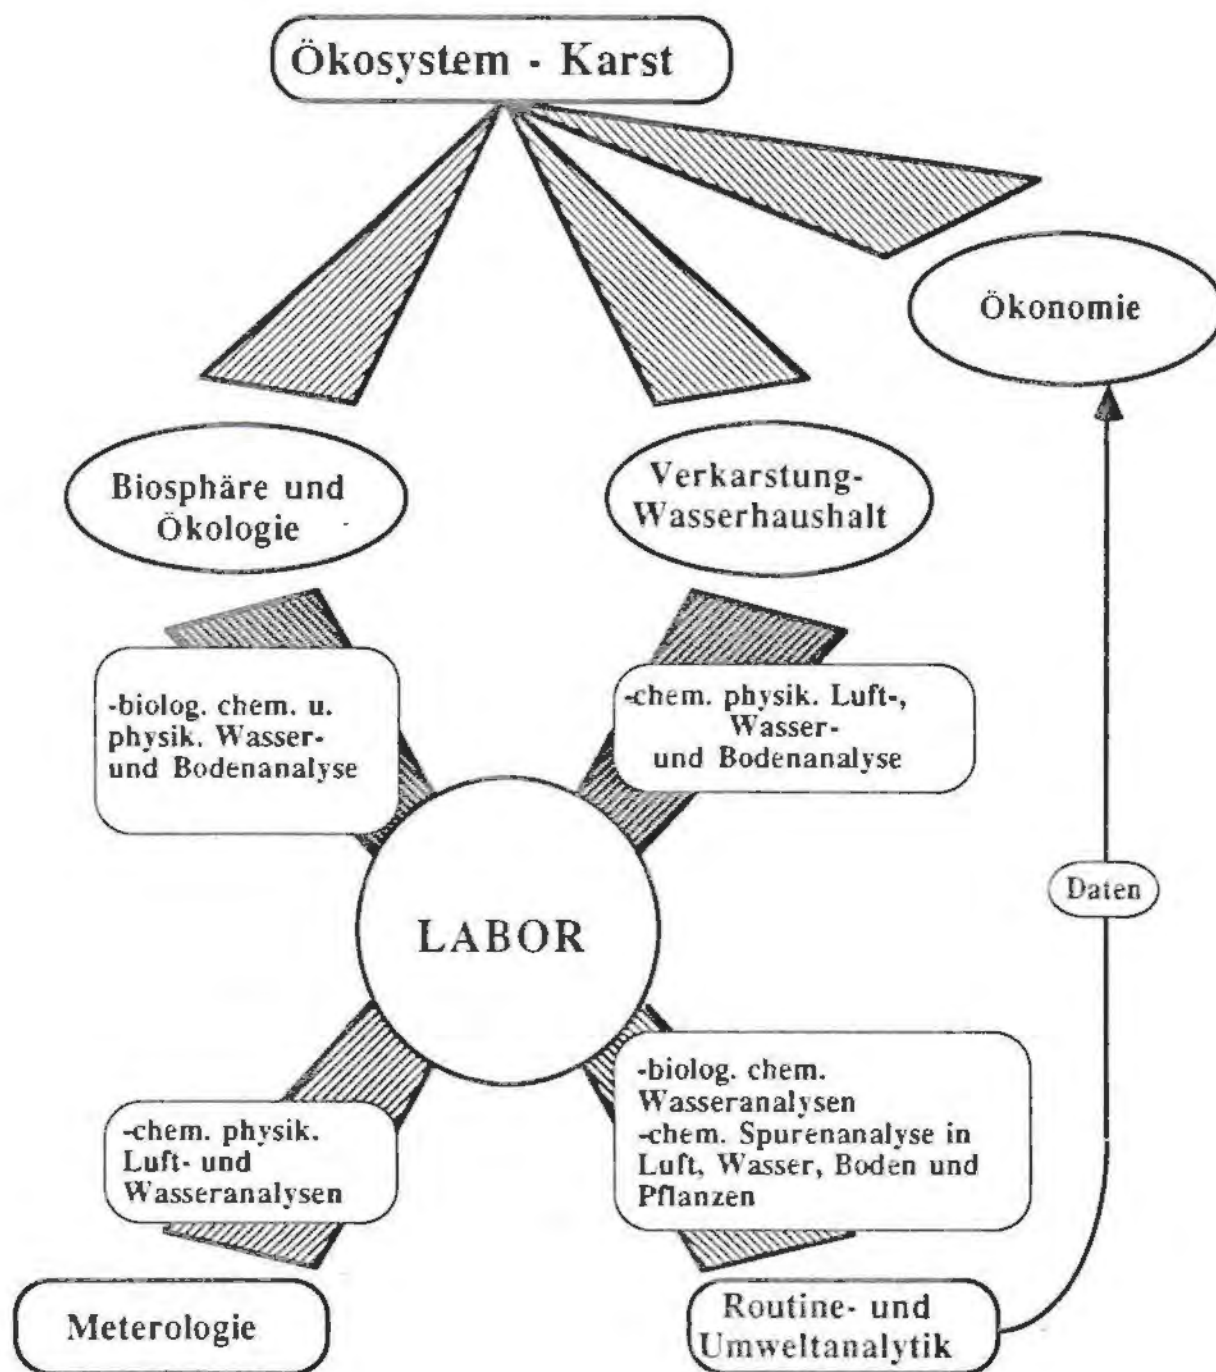 Ökosystem - Karst
Ökonomie
Biosphäre und
Ökologie
Verkarstung-
Wasserhaushalt
-biolog. chem. u.
physik. Wasser-
und Bodenanalyse
-chem. physik. Luft-,
Wasser-
und Bodenanalyse
Daten
LABOR
-chem. physik.
Luft- und
Wasseranalysen
-biolog. chem.
Wasseranalysen
-chem. Spurenanalyse in
Luft, Wasser, Boden und
Pflanzen
Meterologie
Routine- und
Umweltanalytik